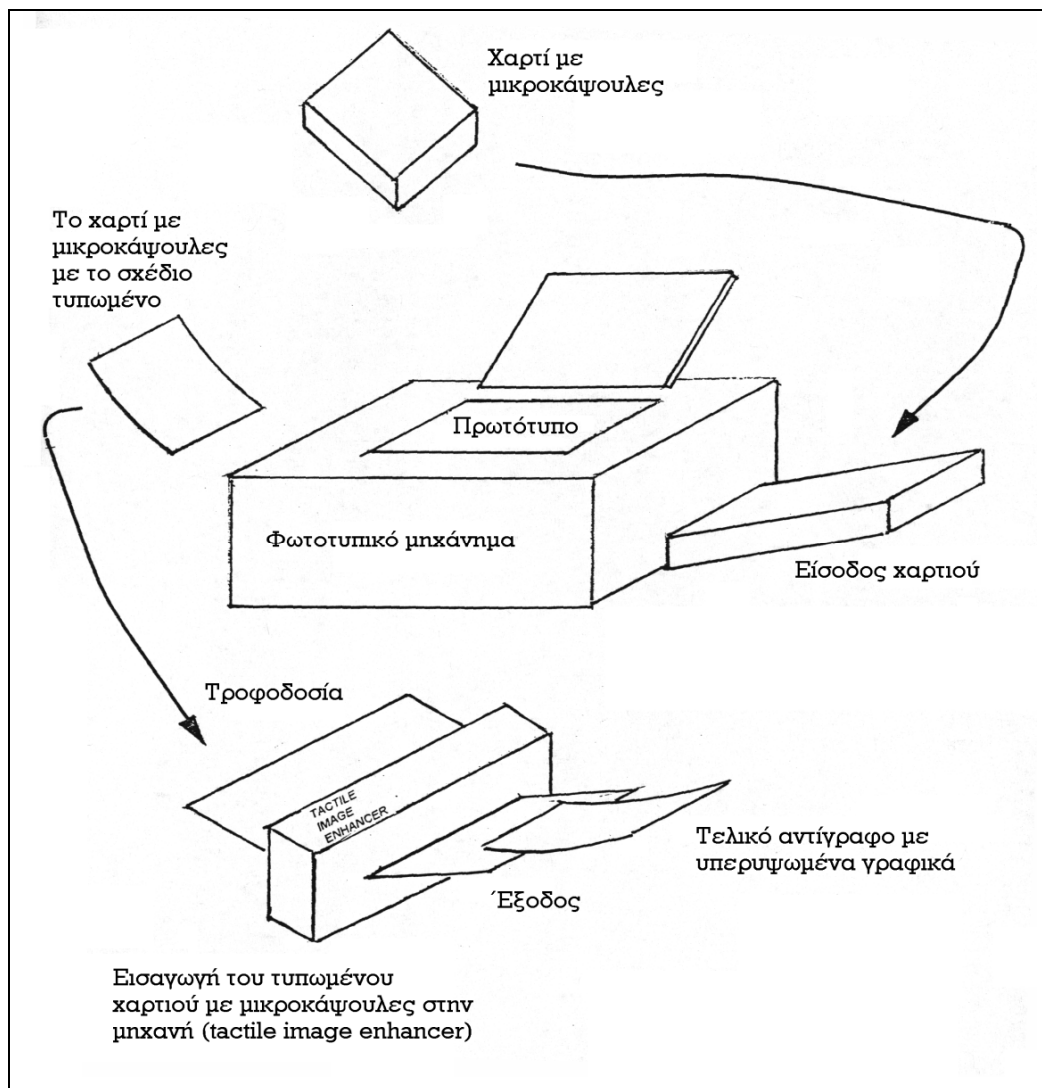 Χαρτί με
μικροκάψουλες
Το χαρτί με
μικροκάψουλες
με το σχέδιο
τυπωμένο
Πρωτότυπο
Φωτοτυπικό μηχάνημα
Είσοδος χαρτιού
Τροφοδοσία
TACTILE
IMAGE
ENHANCER
Τελικό αντίγραφο με
υπερυψωμένα γραφικά
Έξοδος
Εισαγωγή του τυπωμένου
χαρτιού με μικροκάψουλες στην
μηχανή (tactile image enhancer)